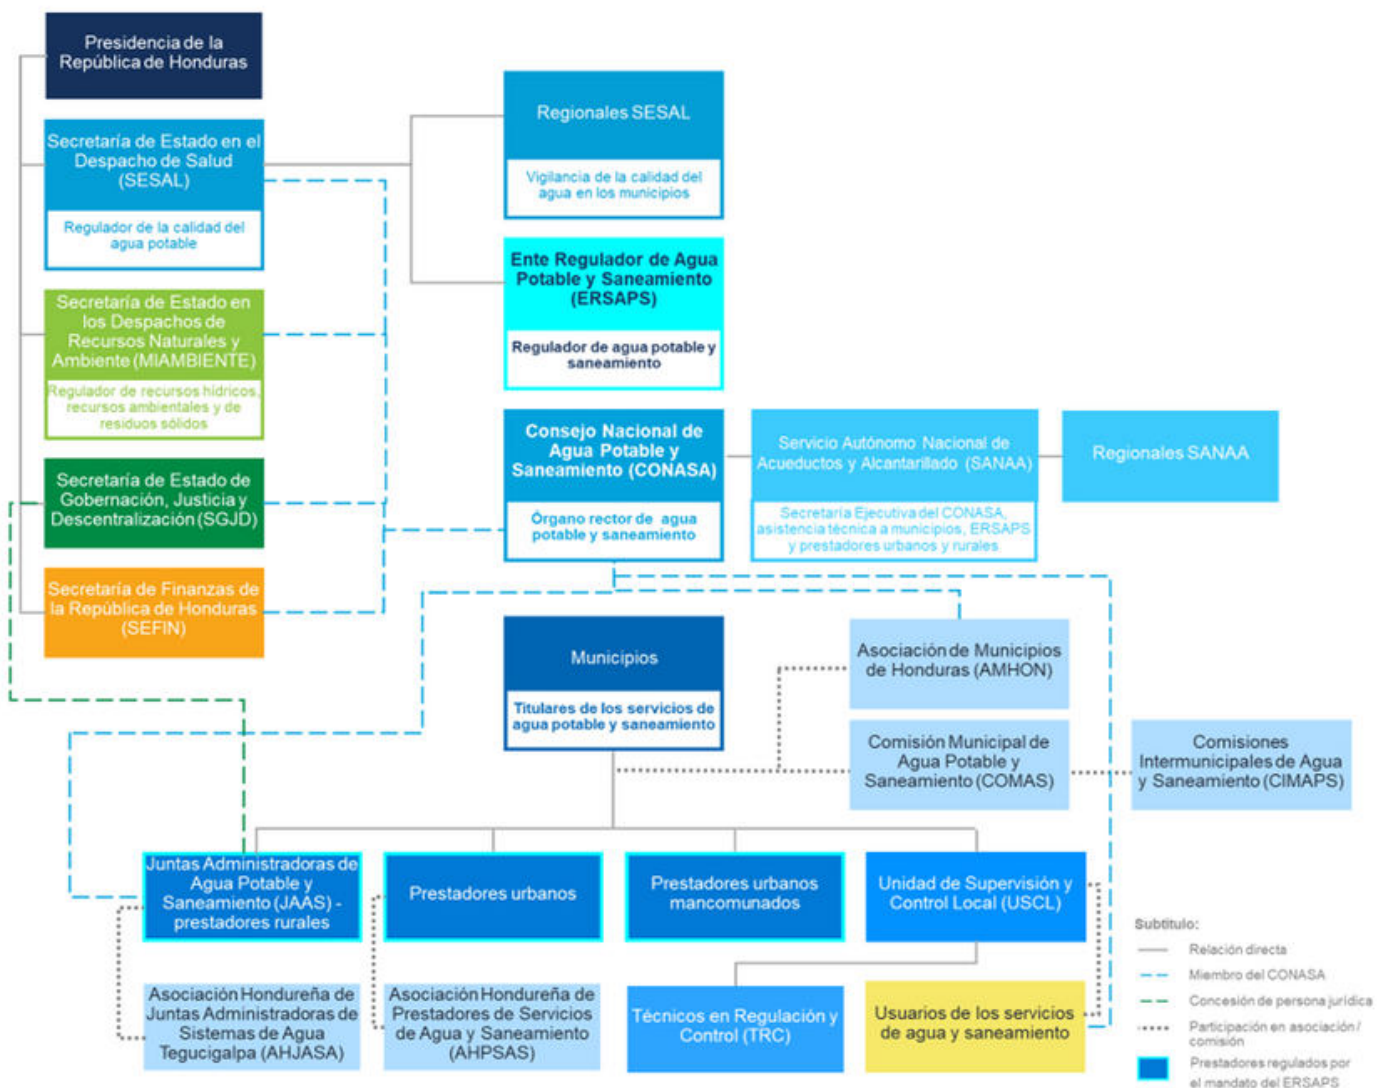 Presidencia de la
República de Honduras
Secretaría de Estado en el
Despacho de Salud
(SESAL)
Regulador de la calidad del
agua potable
Secretaría de Estado en
los Despachos de
Recursos Naturales y
Ambiente (MIAMBIENTE)
Regulador de recursos hídricos,
recursos ambientales y de
residuos sólidos
Secretaría de Estado de
Gobernación, Justicia y
Descentralización (SGJD)
Secretaría de Finanzas de
la República de Honduras
(SEFIN)
Regionales SESAL
Vigilancia de la calidad del
agua en los municipios
Ente Regulador de Agua
Potable y Saneamiento
(ERSAPS)
Regulador de agua potable y
saneamiento
Consejo Nacional de
Agua Potable y
Saneamiento (CONASA)
Órgano rector de agua
potable y saneamiento
Servicio Autónomo Nacional de
Acueductos y Alcantarillado (SANAA)
Secretaría Ejecutiva del CONASA,
asistencia técnica a municipios, ERSAPS
y prestadores urbanos y rurales
Regionales SANAA
Municipios
Titulares de los servicios de
agua potable y saneamiento
Asociación de Municipios
de Honduras (AMHON)
Comisión Municipal de
Agua Potable y
Saneamiento (COMAS)
Comisiones
Intermunicipales de Agua
y Saneamiento (CIMAPS)
Juntas Administradoras de
Agua Potable y
Saneamiento (JAAS) -
prestadores rurales
Prestadores urbanos
Prestadores urbanos
mancomunados
Unidad de Supervisión y
Control Local (USCL)
Asociación Hondureña de
Juntas Administradoras de
Sistemas de Agua
Tegucigalpa (AHJASA)
Asociación Hondureña de
Prestadores de Servicios
de Agua y Saneamiento
(AHPSAS)
Técnicos en Regulación y
Control (TRC)
Usuarios de los servicios
de agua y saneamiento
Subtitulo:
Relación directa
Miembro del CONASA
Concesión de persona jurídica
Participación en asociación /
comisión
Prestadores regulados por
el mandato del ERSAPS